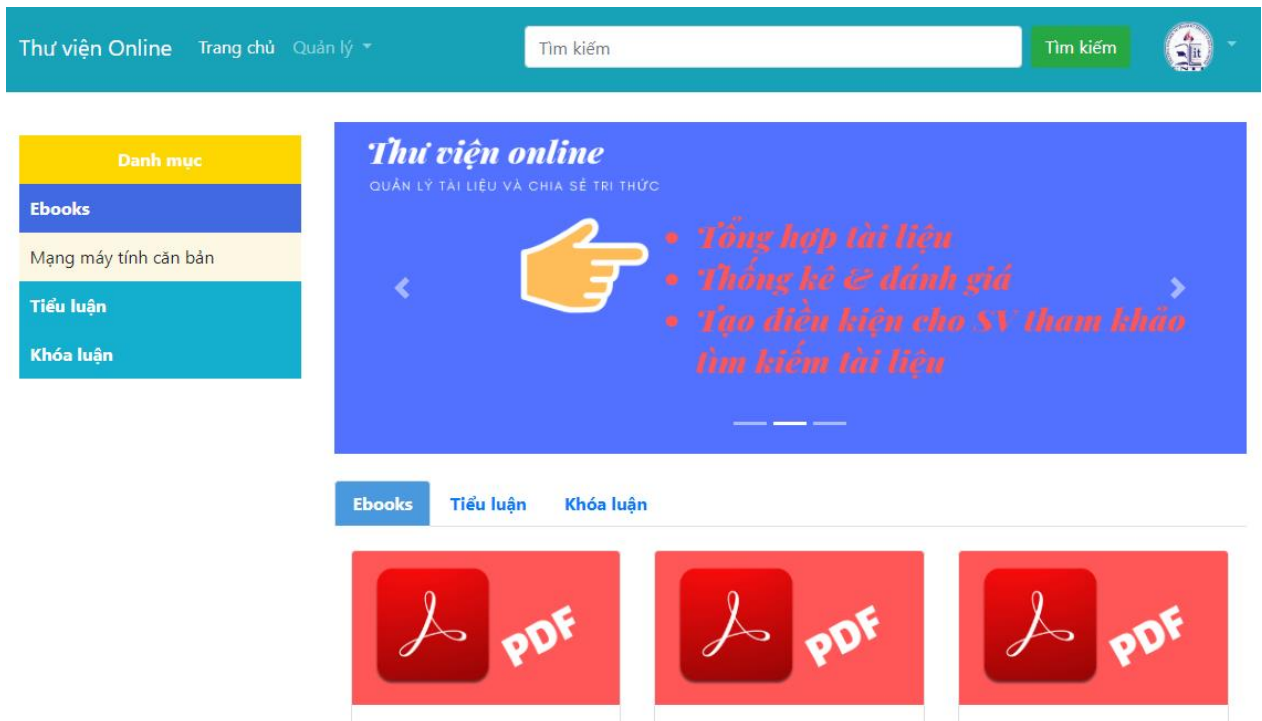 Thư viện Online Trang chủ Quản lý Tìm kiếm Tìm kiếm
Danh mục
Ebooks
Mạng máy tính căn bản
Tiểu luận
Khóa luận
Thư viện online
QUẢN LÝ TÀI LIỆU VÀ CHIA SẺ TRI THỨC
• Tổng hợp tài liệu
• Thống kê & đánh giá
• Tạo điều kiện cho SV tham khảo
tìm kiếm tài liệu
Ebooks Tiểu luận Khóa luận
PDF PDF PDF